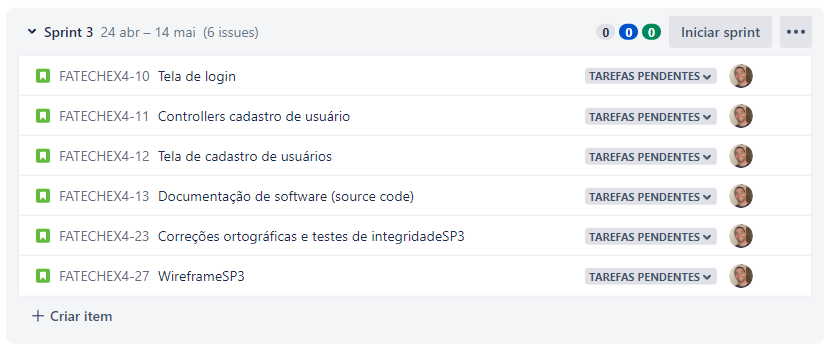 Sprint 3 24 abr – 14 mai (6 issues) 0 0 0 Iniciar sprint
FATECHEX4-10 Tela de login TAREFAS PENDENTES
FATECHEX4-11 Controllers cadastro de usuário TAREFAS PENDENTES
FATECHEX4-12 Tela de cadastro de usuários TAREFAS PENDENTES
FATECHEX4-13 Documentação de software (source code) TAREFAS PENDENTES
FATECHEX4-23 Correções ortográficas e testes de integridadeSP3 TAREFAS PENDENTES
FATECHEX4-27 WireframeSP3 TAREFAS PENDENTES
+ Criar item